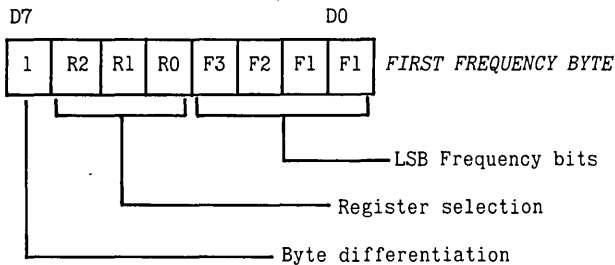 D7 D0
1 R2 R1 R0 F3 F2 F1 F1 FIRST FREQUENCY BYTE
LSB Frequency bits
Register selection
Byte differentiation